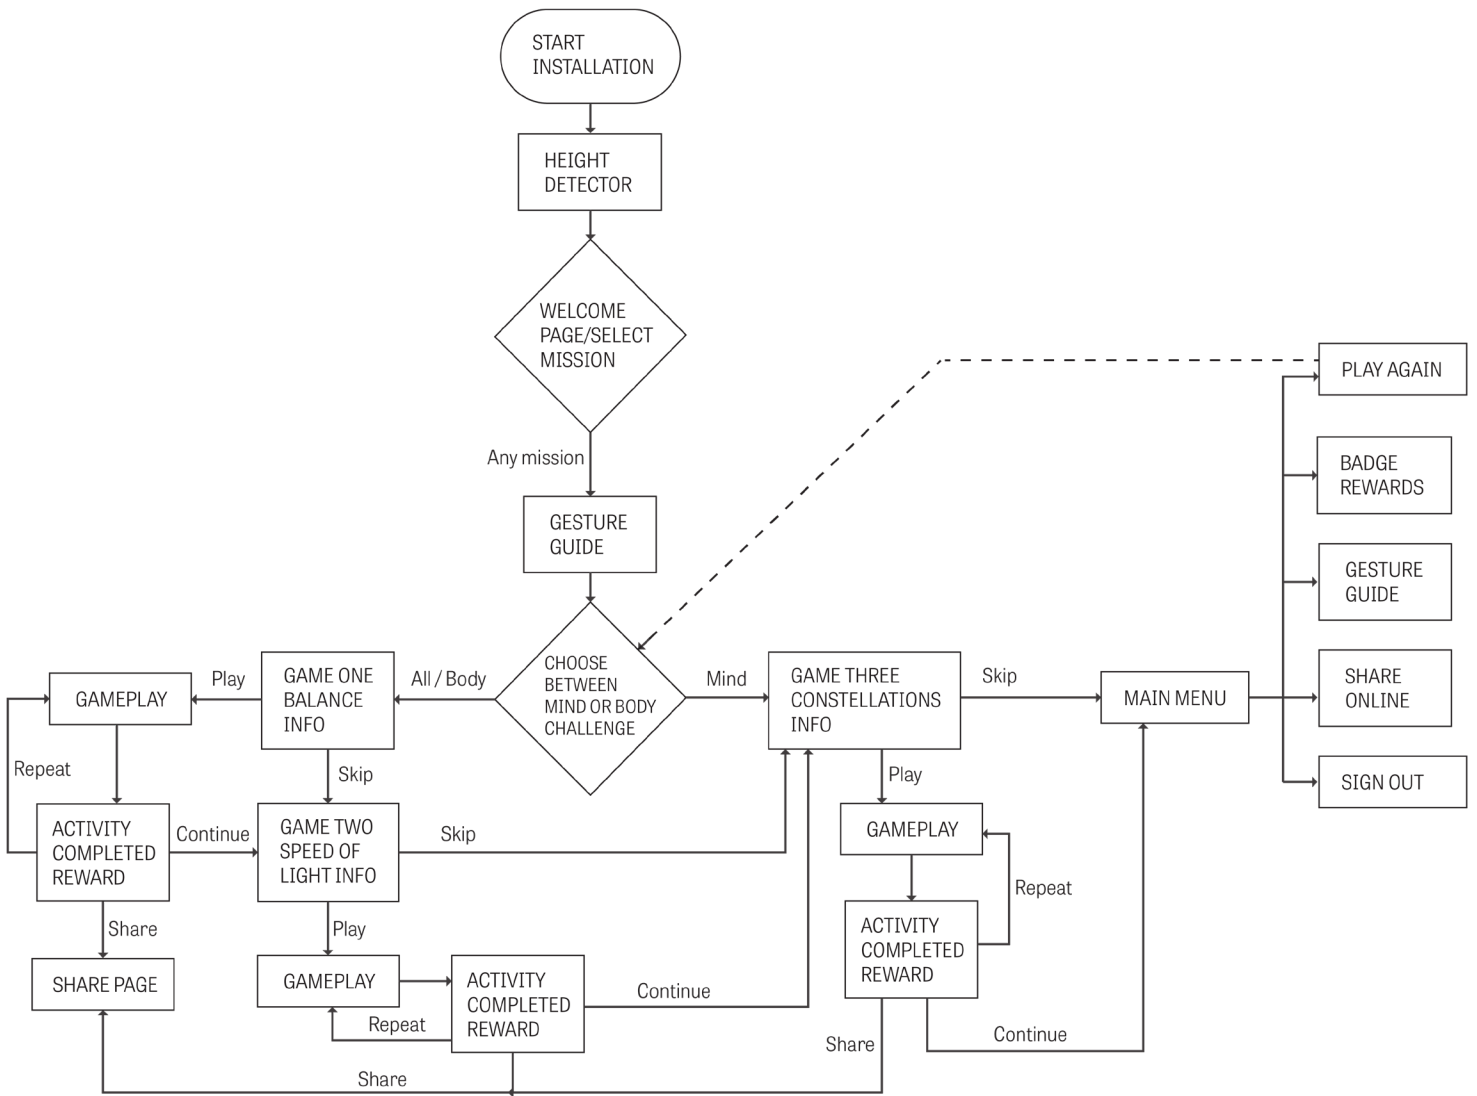 START
INSTALLATION
HEIGHT
DETECTOR
WELCOME
PAGE/SELECT
MISSION
Any mission
GESTURE
GUIDE
CHOOSE
BETWEEN
MIND OR BODY
CHALLENGE
All / Body
Mind
GAME ONE
BALANCE
INFO
Play
GAMEPLAY
Repeat
Skip
ACTIVITY
COMPLETED
REWARD
Continue
Share
SHARE PAGE
GAME TWO
SPEED OF
LIGHT INFO
Skip
Play
GAMEPLAY
Repeat
ACTIVITY
COMPLETED
REWARD
Continue
Share
GAME THREE
CONSTELLATIONS
INFO
Skip
Play
GAMEPLAY
Repeat
ACTIVITY
COMPLETED
REWARD
Share
Continue
MAIN MENU
PLAY AGAIN
BADGE
REWARDS
GESTURE
GUIDE
SHARE
ONLINE
SIGN OUT